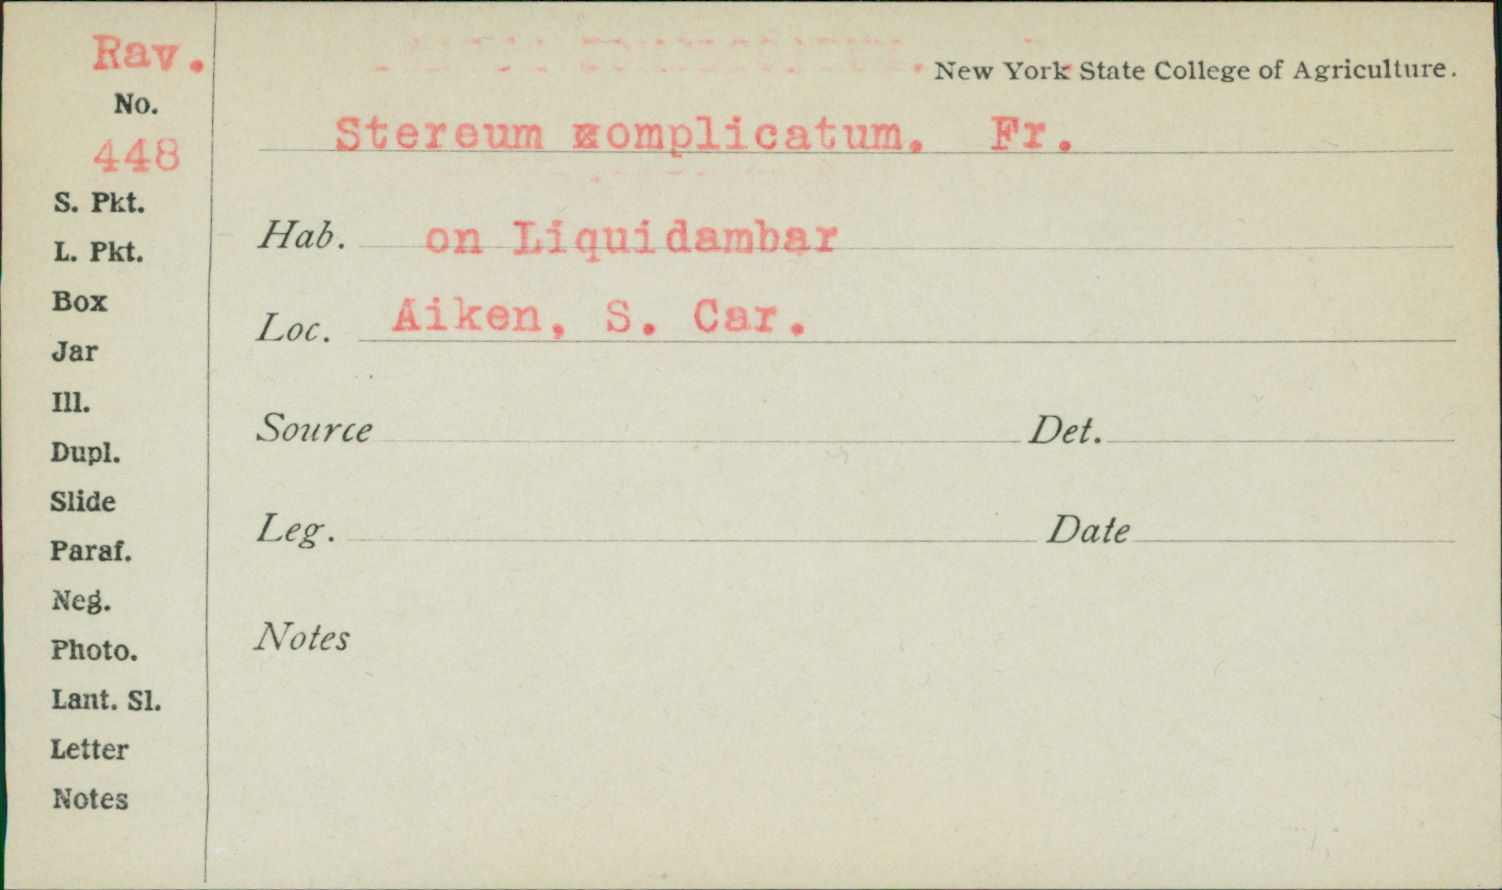 Rav.
No.
448
S. Pkt.
L. Pkt.
Box
Jar
Ill.
Dupl.
Slide
Paraf.
Neg.
Photo.
Lant. Sl.
Letter
Notes
New York State College of Agriculture.
Stereum complicatum. Fr.
Hab. on Liquidambar
Loc. Aiken, S. Car.
Source Det.
Leg. Date
Notes